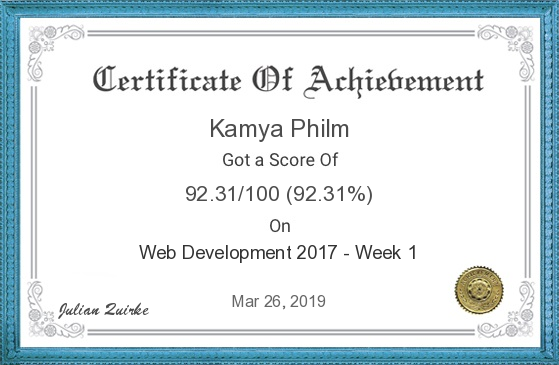 Certificate Of Achievement
Kamya Philm
Got a Score Of
92.31/100 (92.31%)
On
Web Development 2017 - Week 1
Mar 26, 2019
Julian Quirke